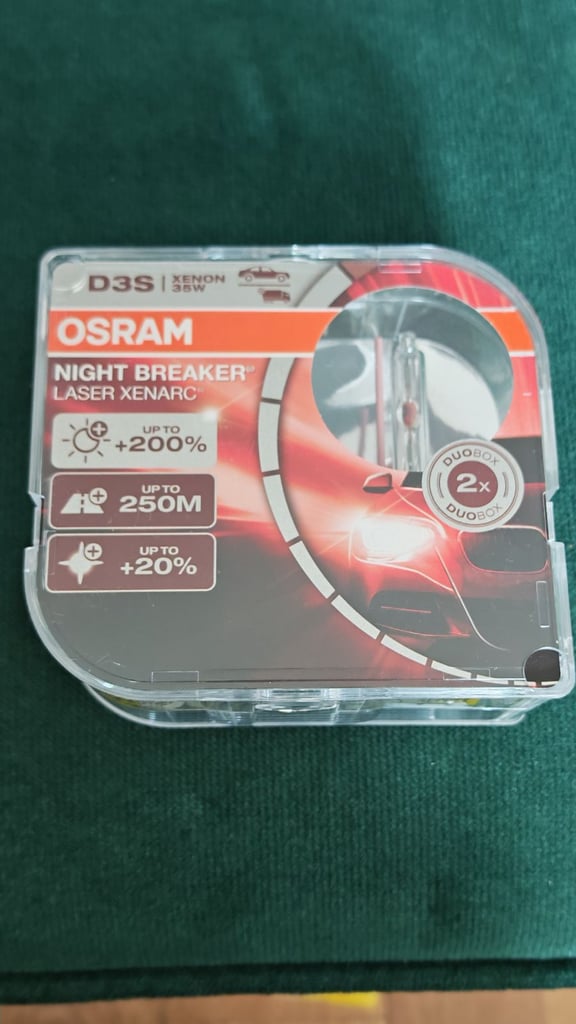 D3S | XENON
35W
OSRAM
NIGHT BREAKER®
LASER XENARC®
UP TO
+200%
UP TO
250M
UP TO
+20%
DUOBOX
2x
DUOBOX